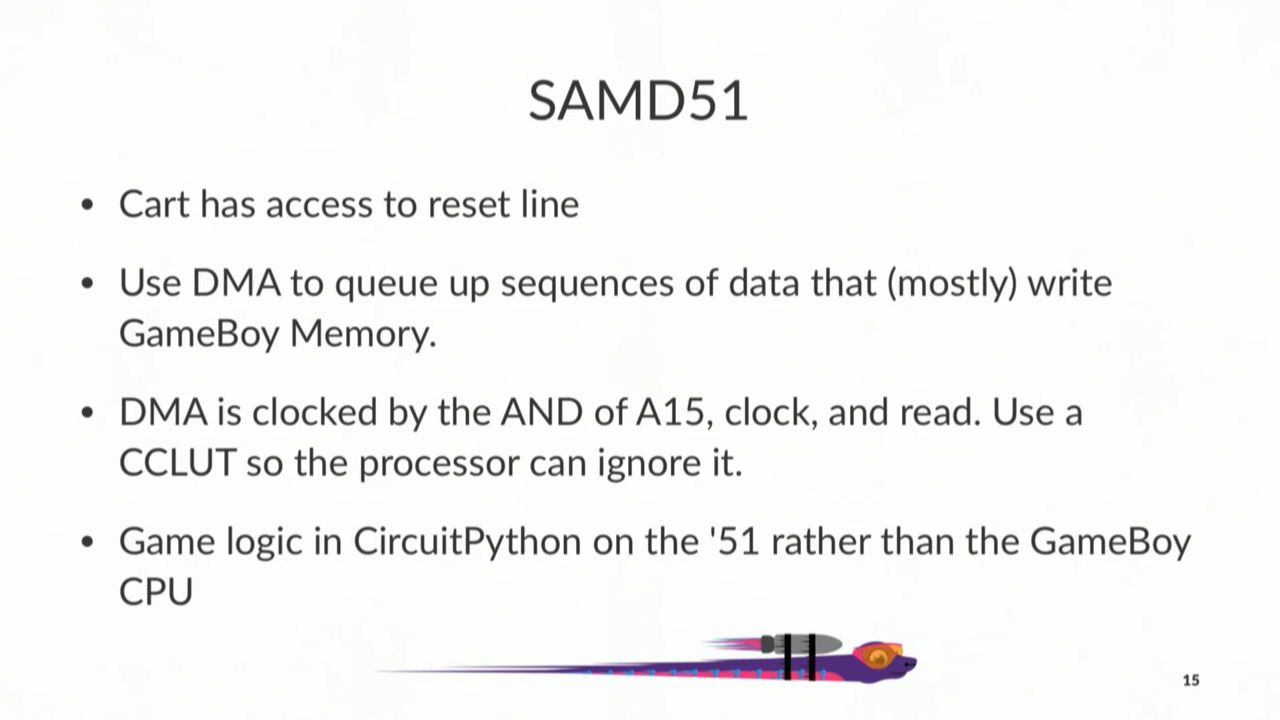 SAMD51
• Cart has access to reset line
• Use DMA to queue up sequences of data that (mostly) write
GameBoy Memory.
• DMA is clocked by the AND of A15, clock, and read. Use a
CCLUT so the processor can ignore it.
• Game logic in CircuitPython on the '51 rather than the GameBoy
CPU
15